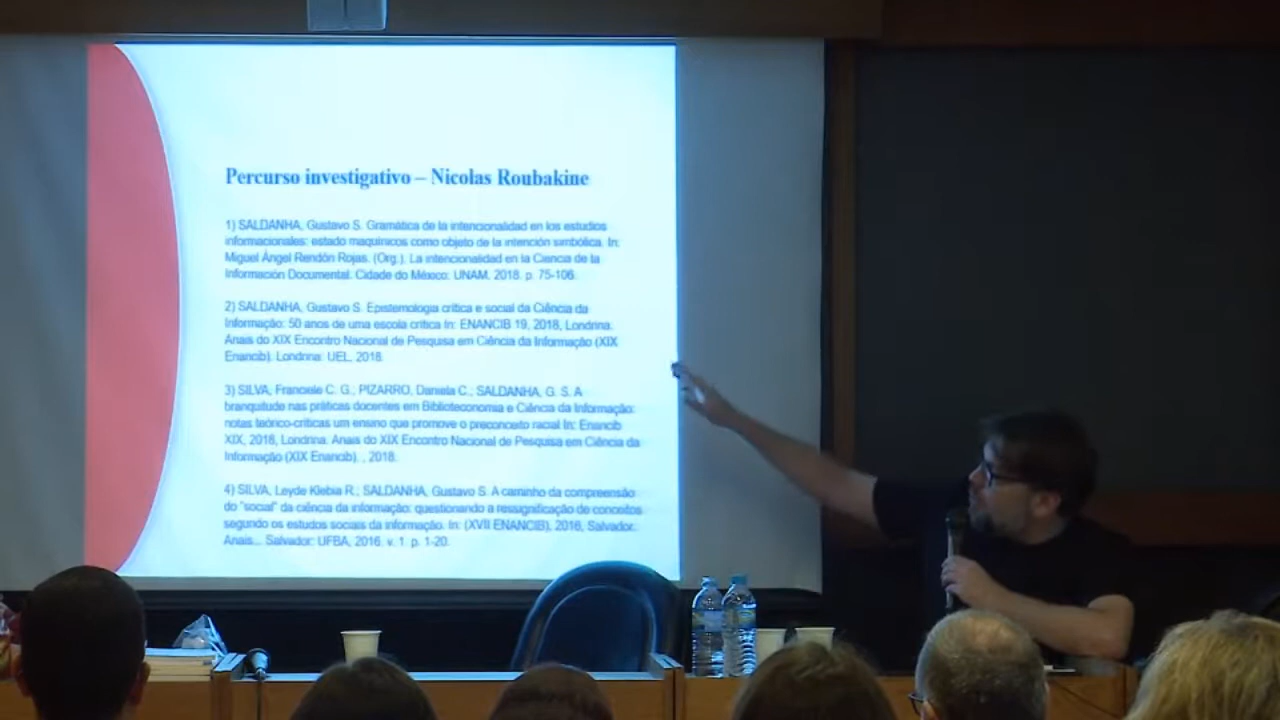 Percurso investigativo – Nicolas Roubakine
1) SALDANHA, Gustavo S. Gramática de la intencionalidad en los estudios
informacionales: estado maquínicos como objeto de la intención simbólica. In:
Miguel Ángel Rendón Rojas. (Org.). La intencionalidad en la Ciencia de la
Información Documental. Cidade do México: UNAM, 2018. p. 75-106.
2) SALDANHA, Gustavo S. Epistemologia crítica e social da Ciência da
Informação: 50 anos de uma escola crítica In: ENANCIB 19, 2018, Londrina.
Anais do XIX Encontro Nacional de Pesquisa em Ciência da Informação (XIX
Enancib). Londrina: UEL, 2018.
3) SILVA, Franciele C. G.; PIZARRO, Daniela C.; SALDANHA, G. S. A
branquitude nas práticas docentes em Biblioteconomia e Ciência da Informação:
notas teórico-críticas um ensino que promove o preconceito racial In: Enancib
XIX, 2018, Londrina. Anais do XIX Encontro Nacional de Pesquisa em Ciência da
Informação (XIX Enancib). , 2018.
4) SILVA, Leyde Klebia R.; SALDANHA, Gustavo S. A caminho da compreensão
do "social" da ciência da informação: questionando a ressignificação de conceitos
segundo os estudos sociais da informação. In: (XVII ENANCIB), 2016, Salvador.
Anais... Salvador: UFBA, 2016. v. 1. p. 1-20.